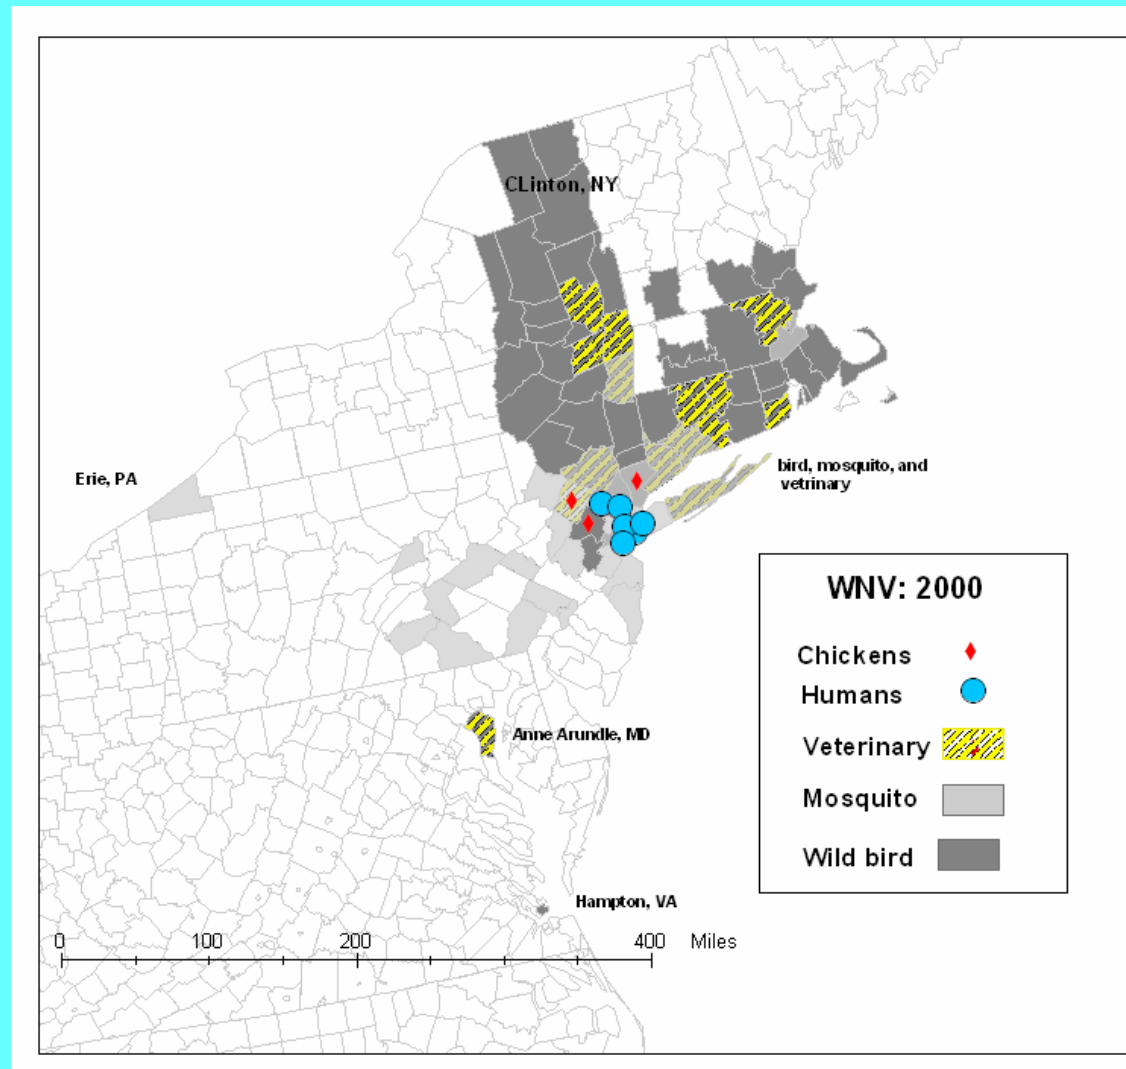 CLinton, NY
Erie, PA
bird, mosquito, and
vetrinary
WNV: 2000
Chickens
Humans
Veterinary
Mosquito
Wild bird
Anne Arundle, MD
Hampton, VA
0 100 200 400 Miles